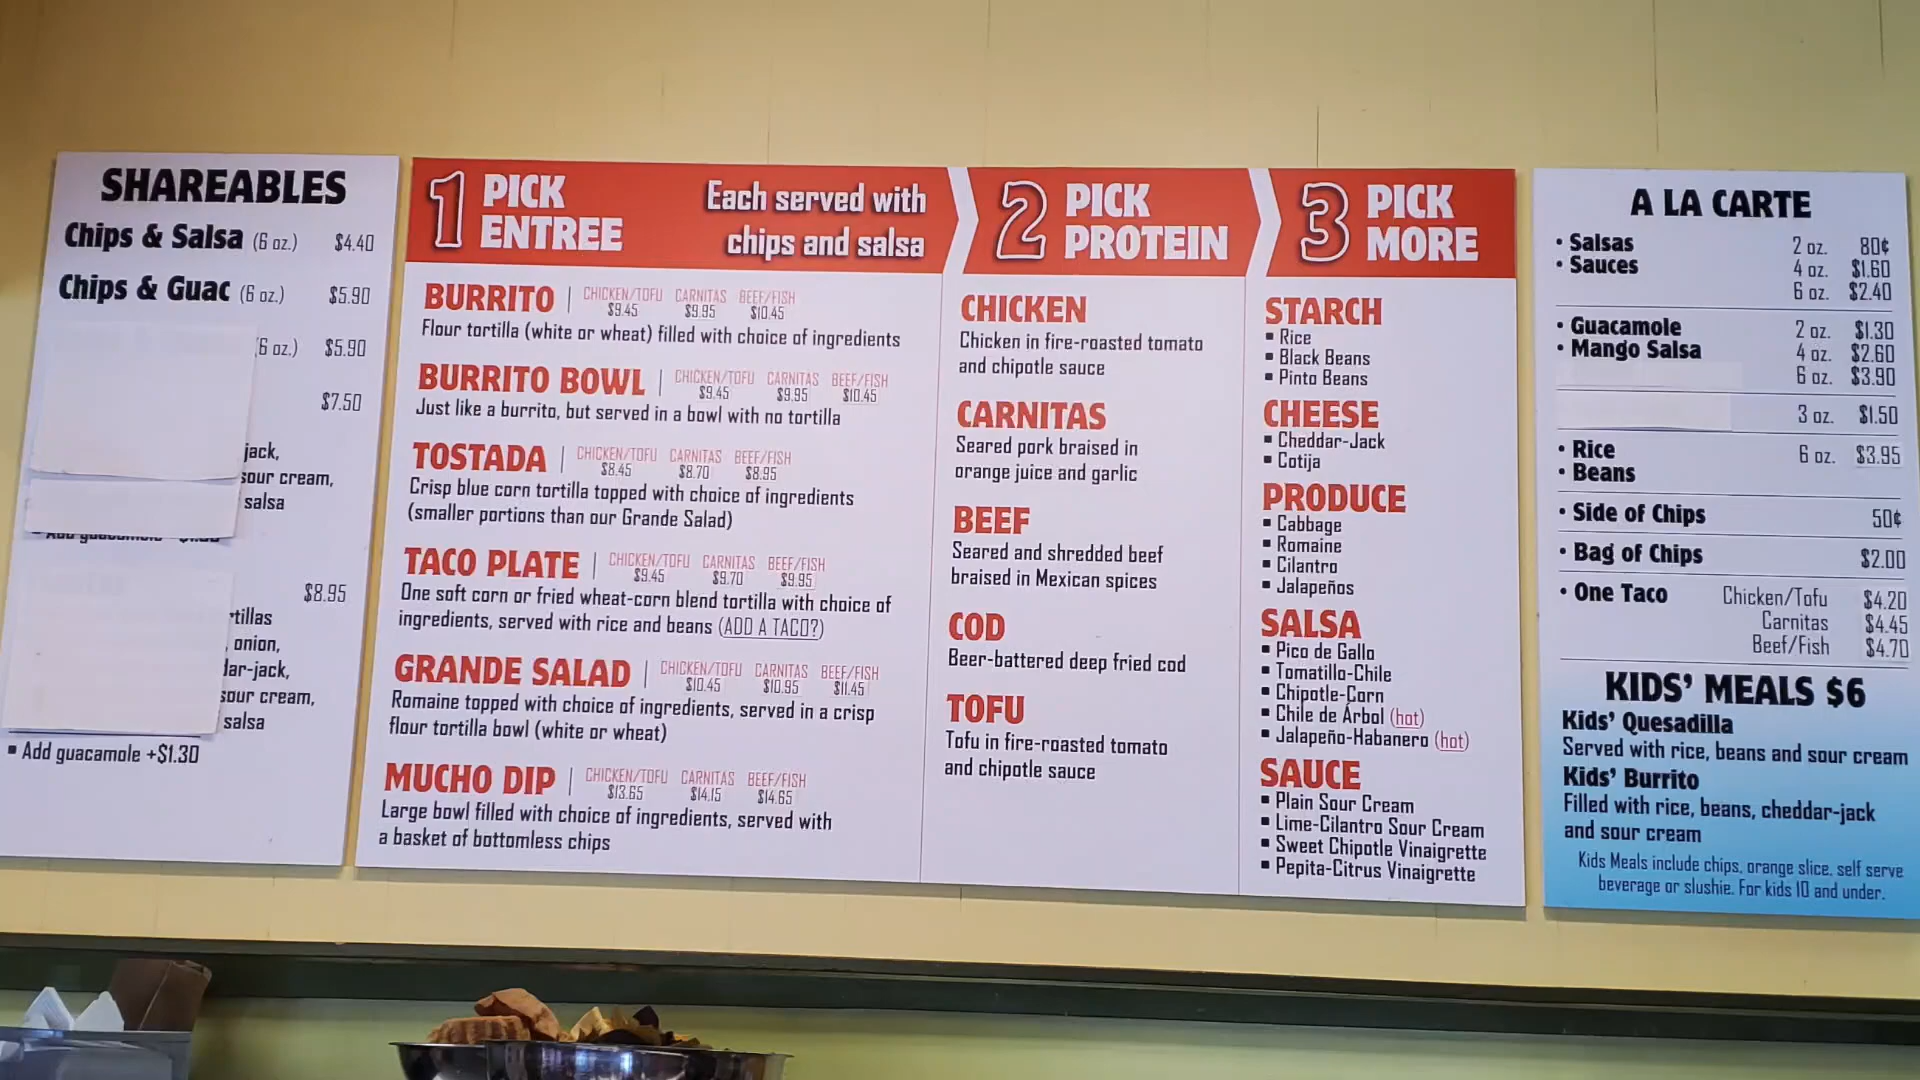 SHAREABLES
Chips & Salsa (6 oz.) $4.40
Chips & Guac (6 oz.) $5.90
(6 oz.) $5.90
$7.50
jack,
sour cream,
salsa
$8.95
rtillas
, onion,
dar-jack,
sour cream,
salsa
▪ Add guacamole +$1.30
1 PICK ENTREE
Each served with
chips and salsa
BURRITO | CHICKEN/TOFU $9.45 CARNITAS $9.95 BEEF/FISH $10.45
Flour tortilla (white or wheat) filled with choice of ingredients
BURRITO BOWL | CHICKEN/TOFU $9.45 CARNITAS $9.95 BEEF/FISH $10.45
Just like a burrito, but served in a bowl with no tortilla
TOSTADA | CHICKEN/TOFU $8.45 CARNITAS $8.70 BEEF/FISH $8.95
Crisp blue corn tortilla topped with choice of ingredients
(smaller portions than our Grande Salad)
TACO PLATE | CHICKEN/TOFU $9.45 CARNITAS $9.70 BEEF/FISH $9.95
One soft corn or fried wheat-corn blend tortilla with choice of
ingredients, served with rice and beans (ADD A TACO?)
GRANDE SALAD | CHICKEN/TOFU $10.45 CARNITAS $10.95 BEEF/FISH $11.45
Romaine topped with choice of ingredients, served in a crisp
flour tortilla bowl (white or wheat)
MUCHO DIP | CHICKEN/TOFU $13.65 CARNITAS $14.15 BEEF/FISH $14.65
Large bowl filled with choice of ingredients, served with
a basket of bottomless chips
2 PICK PROTEIN
CHICKEN
Chicken in fire-roasted tomato
and chipotle sauce
CARNITAS
Seared pork braised in
orange juice and garlic
BEEF
Seared and shredded beef
braised in Mexican spices
COD
Beer-battered deep fried cod
TOFU
Tofu in fire-roasted tomato
and chipotle sauce
3 PICK MORE
STARCH
▪ Rice
▪ Black Beans
▪ Pinto Beans
CHEESE
▪ Cheddar-Jack
▪ Cotija
PRODUCE
▪ Cabbage
▪ Romaine
▪ Cilantro
▪ Jalapeños
SALSA
▪ Pico de Gallo
▪ Tomatillo-Chile
▪ Chipotle-Corn
▪ Chile de Árbol (hot)
▪ Jalapeño-Habanero (hot)
SAUCE
▪ Plain Sour Cream
▪ Lime-Cilantro Sour Cream
▪ Sweet Chipotle Vinaigrette
▪ Pepita-Citrus Vinaigrette
A LA CARTE
• Salsas 2 oz. 80¢
• Sauces 4 oz. $1.60
6 oz. $2.40
• Guacamole 2 oz. $1.30
• Mango Salsa 4 oz. $2.60
6 oz. $3.90
3 oz. $1.50
• Rice 6 oz. $3.95
• Beans
• Side of Chips 50¢
• Bag of Chips $2.00
• One Taco Chicken/Tofu $4.20
Carnitas $4.45
Beef/Fish $4.70
KIDS' MEALS $6
Kids' Quesadilla
Served with rice, beans and sour cream
Kids' Burrito
Filled with rice, beans, cheddar-jack
and sour cream
Kids Meals include chips, orange slice, self serve
beverage or slushie. For kids 10 and under.